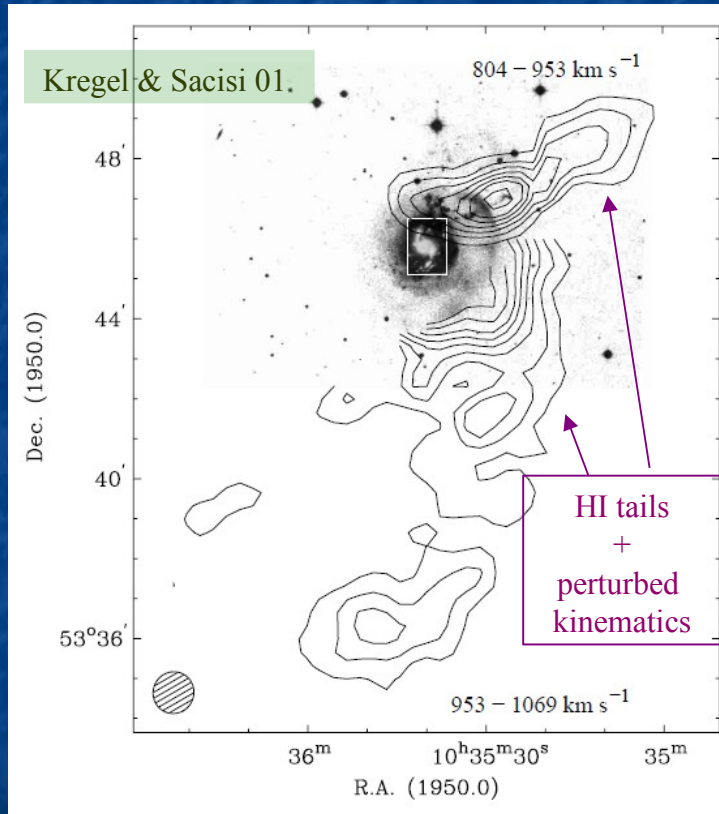 Kregel & Sacisi 01.
804 – 953 km s⁻¹
48′
44′
Dec. (1950.0)
40′
HI tails
+
perturbed
kinematics
53°36′
953 – 1069 km s⁻¹
36ᵐ
10ʰ35ᵐ30ˢ
35ᵐ
R.A. (1950.0)